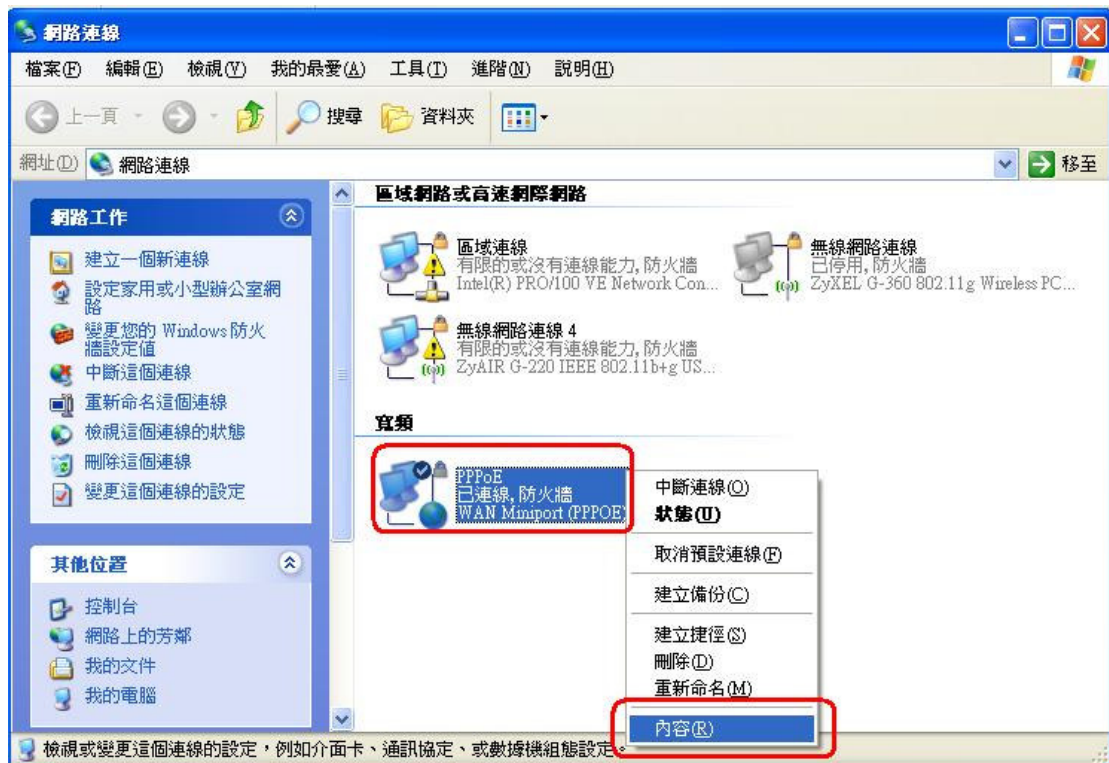 網路連線
檔案(F) 編輯(E) 檢視(V) 我的最愛(A) 工具(T) 進階(N) 說明(H)
上一頁 搜尋 資料夾
網址(D) 網路連線 移至
網路工作
建立一個新連線
設定家用或小型辦公室網
路
變更您的 Windows 防火
牆設定值
中斷這個連線
重新命名這個連線
檢視這個連線的狀態
刪除這個連線
變更這個連線的設定
其他位置
控制台
網路上的芳鄰
我的文件
我的電腦
區域網路或高速網際網路
區域連線
有限的或沒有連線能力, 防火牆
Intel(R) PRO/100 VE Network Con...
無線網路連線
已停用, 防火牆
ZyXEL G-360 802.11g Wireless PC...
無線網路連線 4
有限的或沒有連線能力, 防火牆
ZyAIR G-220 IEEE 802.11b+g US...
寬頻
PPPoE
已連線, 防火牆
WAN Miniport (PPPOE)
中斷連線(O)
狀態(U)
取消預設連線(F)
建立備份(C)
建立捷徑(S)
刪除(D)
重新命名(M)
內容(R)
檢視或變更這個連線的設定，例如介面卡、通訊協定、或數據機組態設定。